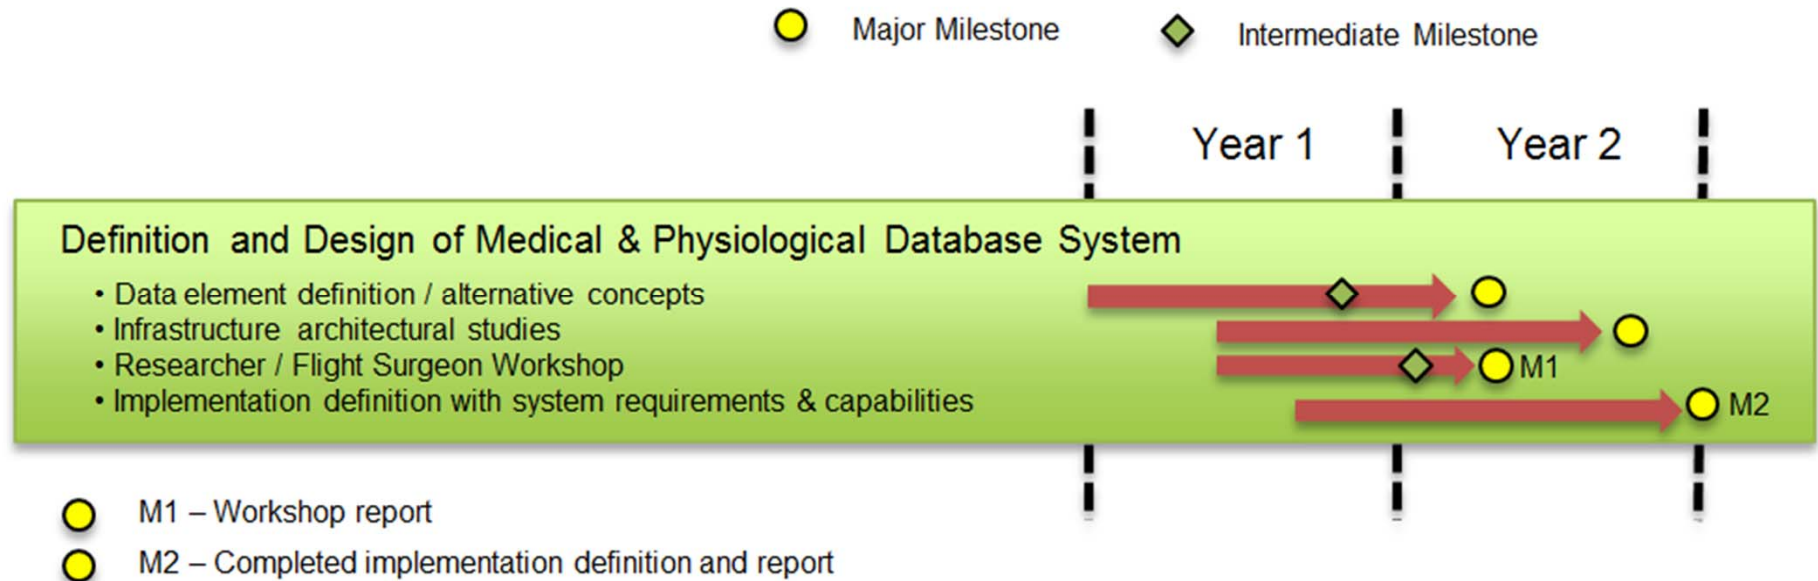 Major Milestone
Intermediate Milestone
Year 1
Year 2
Definition and Design of Medical & Physiological Database System
• Data element definition / alternative concepts
• Infrastructure architectural studies
• Researcher / Flight Surgeon Workshop
M1
• Implementation definition with system requirements & capabilities
M2
M1 – Workshop report
M2 – Completed implementation definition and report